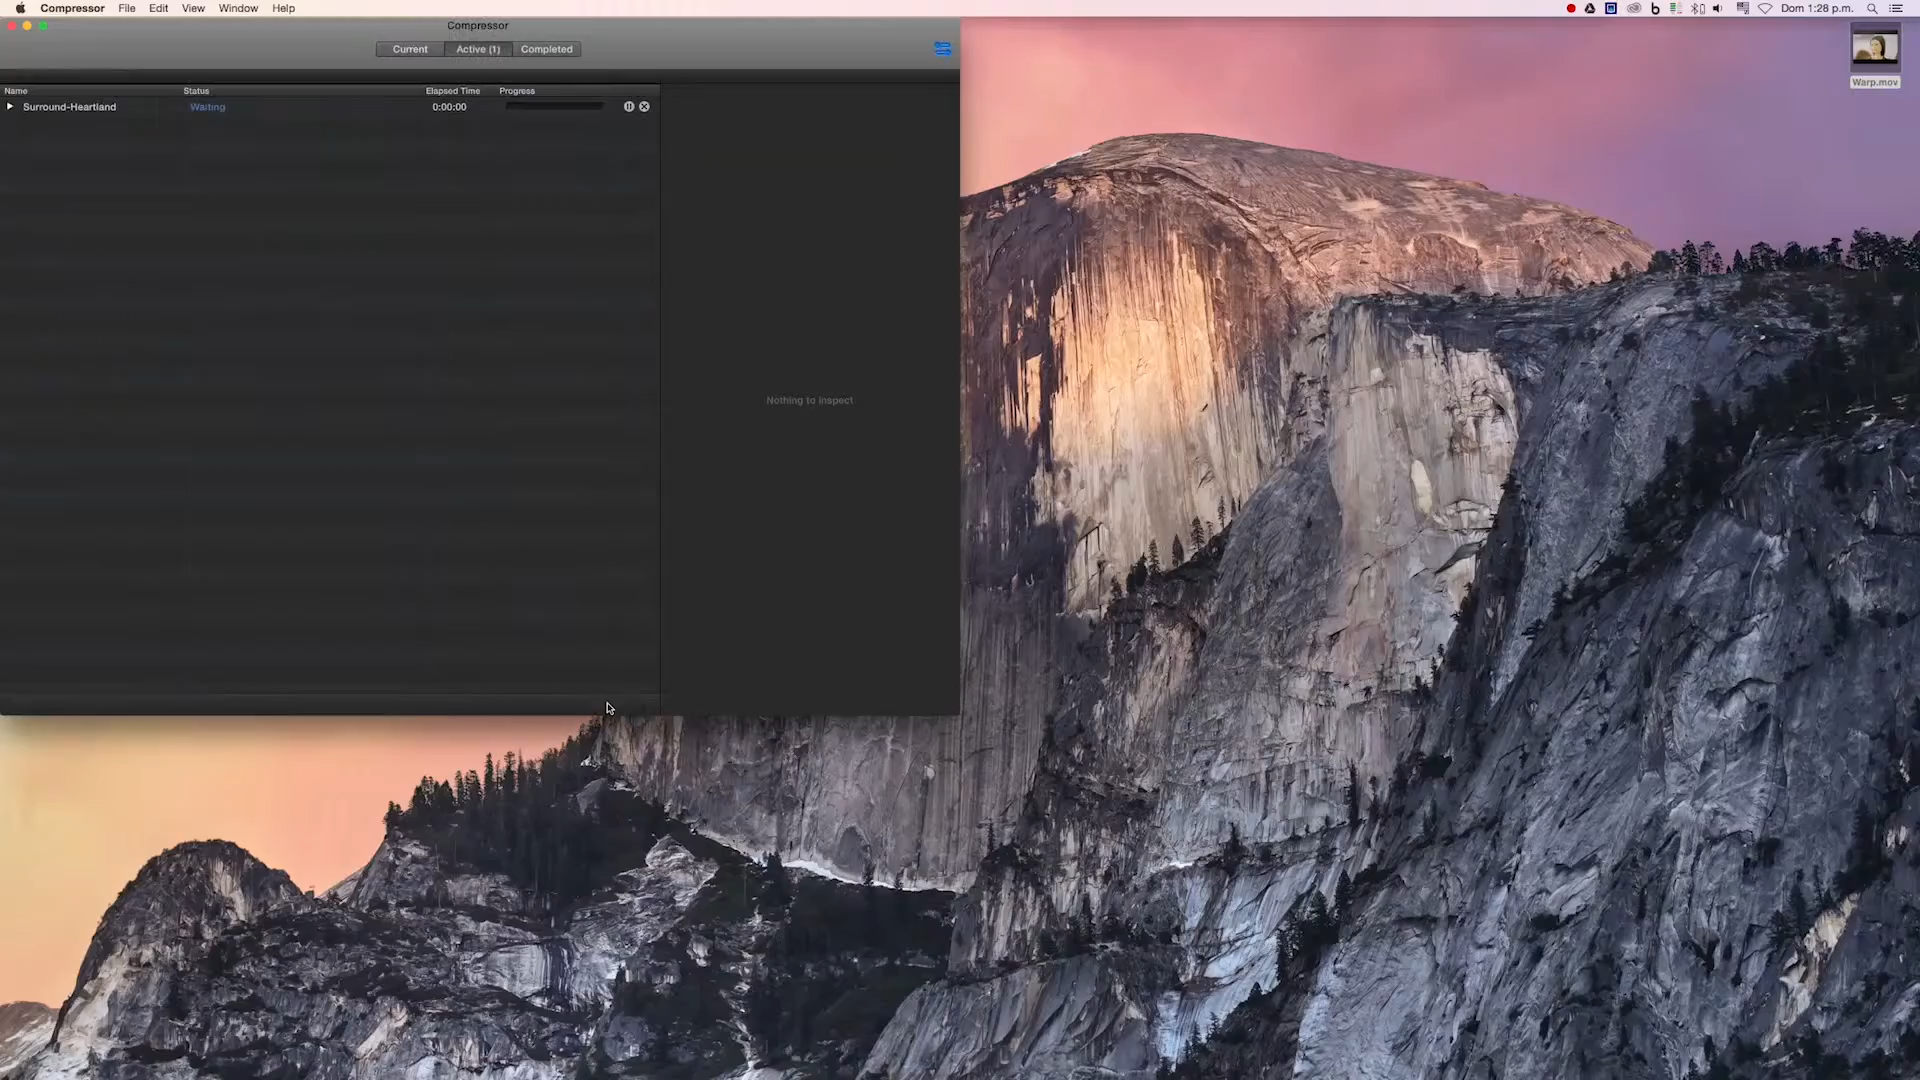 Compressor File Edit View Window Help Dom 1:28 p.m.
Compressor
Current Active (1) Completed
Name Status Elapsed Time Progress
Surround-Heartland Waiting 0:00:00
Nothing to inspect
Warp.mov